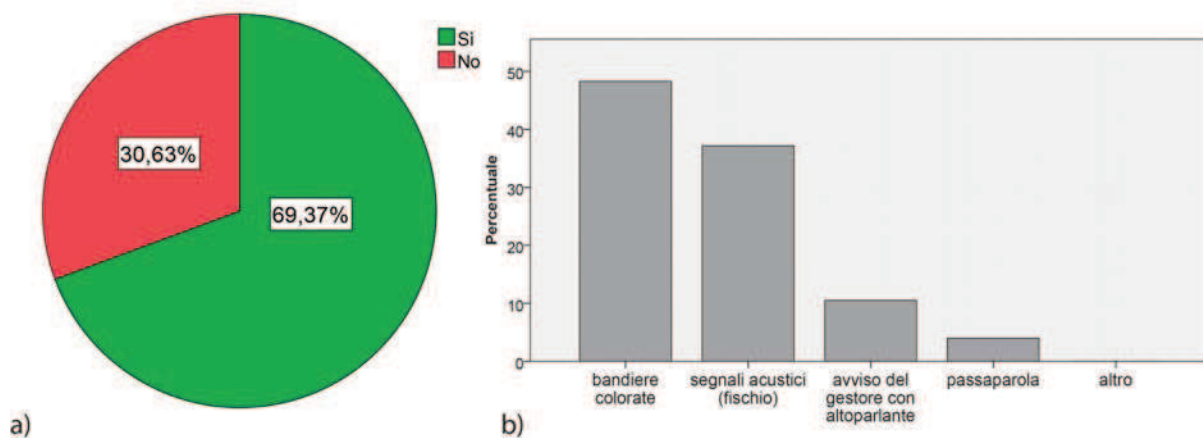 Si
No
30,63%
69,37%
a)
Percentuale
50
40
30
20
10
0
bandiere
colorate
segnali acustici
(fischio)
avviso del
gestore con
altoparlante
passaparola
altro
b)